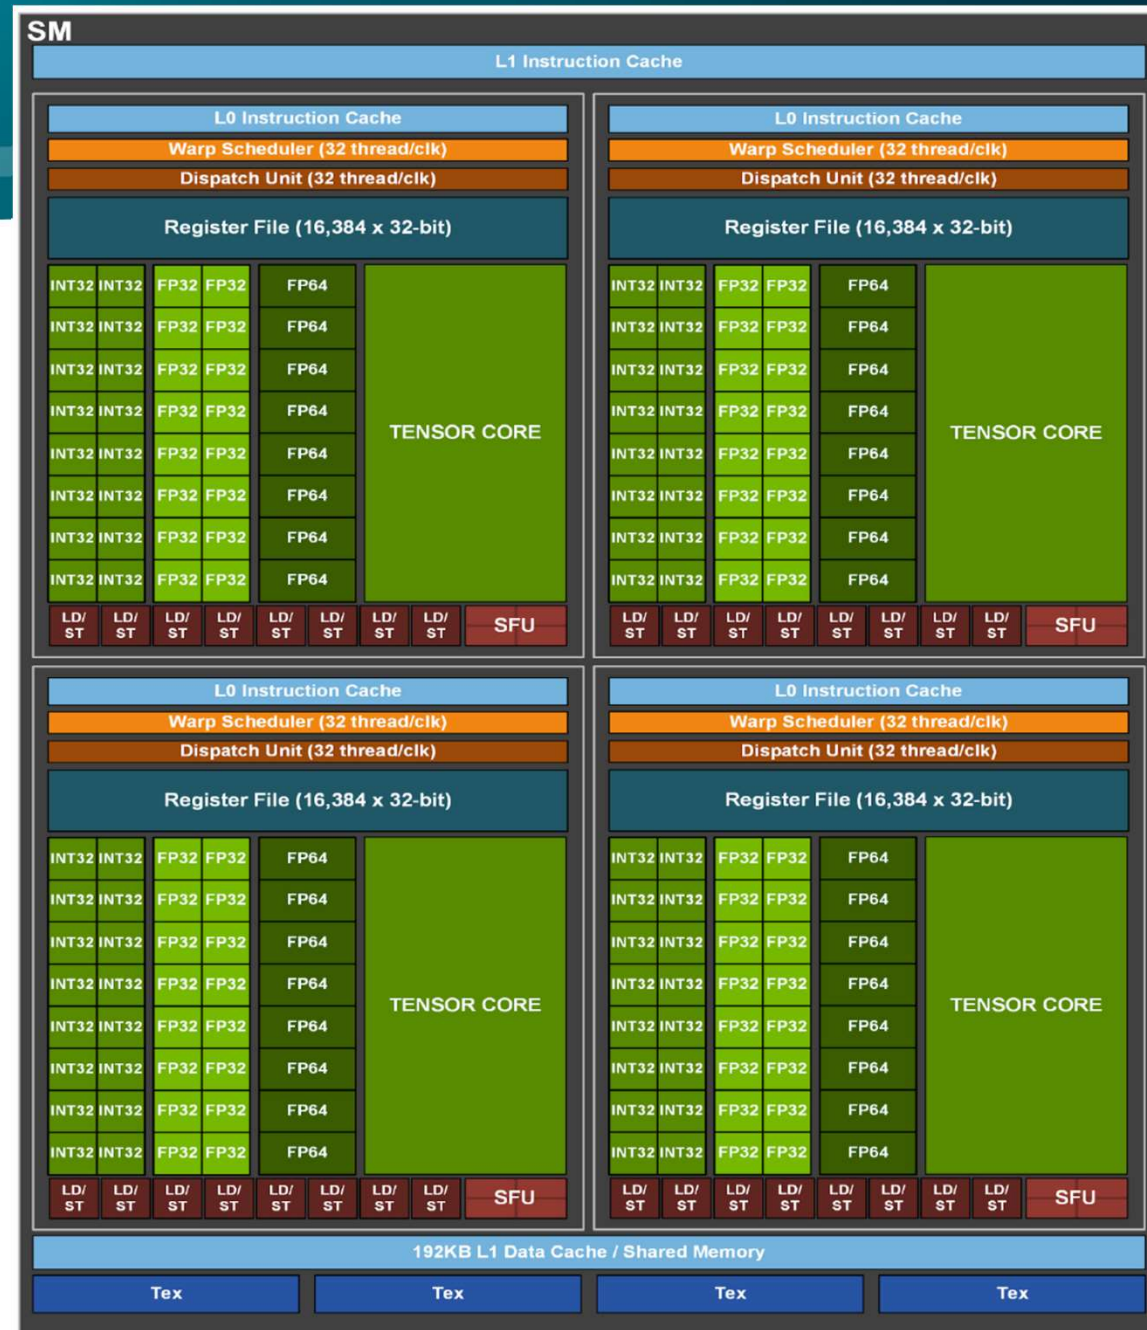 SM
L1 Instruction Cache
L0 Instruction Cache
Warp Scheduler (32 thread/clk)
Dispatch Unit (32 thread/clk)
Register File (16,384 x 32-bit)
INT32 INT32 FP32 FP32 FP64
INT32 INT32 FP32 FP32 FP64
INT32 INT32 FP32 FP32 FP64
INT32 INT32 FP32 FP32 FP64
TENSOR CORE
INT32 INT32 FP32 FP32 FP64
INT32 INT32 FP32 FP32 FP64
INT32 INT32 FP32 FP32 FP64
INT32 INT32 FP32 FP32 FP64
LD/ LD/ LD/ LD/ LD/ LD/ LD/ LD/ SFU
ST ST ST ST ST ST ST ST
L0 Instruction Cache
Warp Scheduler (32 thread/clk)
Dispatch Unit (32 thread/clk)
Register File (16,384 x 32-bit)
INT32 INT32 FP32 FP32 FP64
INT32 INT32 FP32 FP32 FP64
INT32 INT32 FP32 FP32 FP64
INT32 INT32 FP32 FP32 FP64
TENSOR CORE
INT32 INT32 FP32 FP32 FP64
INT32 INT32 FP32 FP32 FP64
INT32 INT32 FP32 FP32 FP64
INT32 INT32 FP32 FP32 FP64
LD/ LD/ LD/ LD/ LD/ LD/ LD/ LD/ SFU
ST ST ST ST ST ST ST ST
L0 Instruction Cache
Warp Scheduler (32 thread/clk)
Dispatch Unit (32 thread/clk)
Register File (16,384 x 32-bit)
INT32 INT32 FP32 FP32 FP64
INT32 INT32 FP32 FP32 FP64
INT32 INT32 FP32 FP32 FP64
INT32 INT32 FP32 FP32 FP64
TENSOR CORE
INT32 INT32 FP32 FP32 FP64
INT32 INT32 FP32 FP32 FP64
INT32 INT32 FP32 FP32 FP64
INT32 INT32 FP32 FP32 FP64
LD/ LD/ LD/ LD/ LD/ LD/ LD/ LD/ SFU
ST ST ST ST ST ST ST ST
L0 Instruction Cache
Warp Scheduler (32 thread/clk)
Dispatch Unit (32 thread/clk)
Register File (16,384 x 32-bit)
INT32 INT32 FP32 FP32 FP64
INT32 INT32 FP32 FP32 FP64
INT32 INT32 FP32 FP32 FP64
INT32 INT32 FP32 FP32 FP64
TENSOR CORE
INT32 INT32 FP32 FP32 FP64
INT32 INT32 FP32 FP32 FP64
INT32 INT32 FP32 FP32 FP64
INT32 INT32 FP32 FP32 FP64
LD/ LD/ LD/ LD/ LD/ LD/ LD/ LD/ SFU
ST ST ST ST ST ST ST ST
192KB L1 Data Cache / Shared Memory
Tex Tex Tex Tex